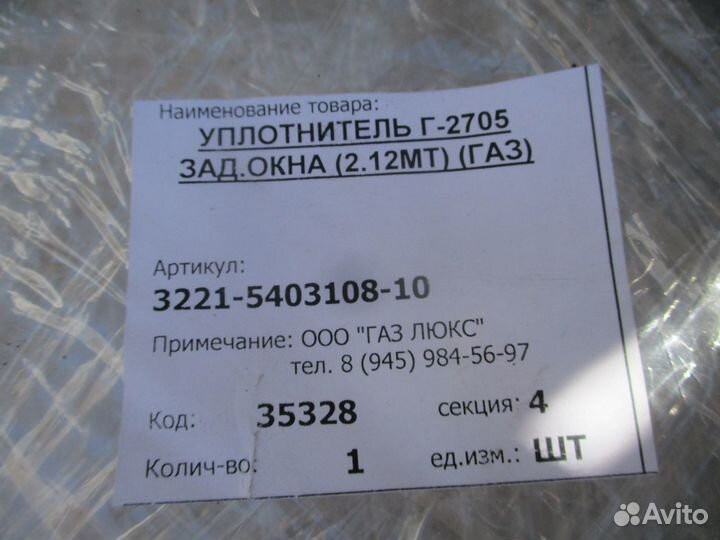 Наименование товара:
УПЛОТНИТЕЛЬ Г-2705
ЗАД.ОКНА (2.12МТ) (ГАЗ)
Артикул:
3221-5403108-10
Примечание: ООО "ГАЗ ЛЮКС"
тел. 8 (945) 984-56-97
Код: 35328 секция: 4
Колич-во: 1 ед.изм.: ШТ
Avito